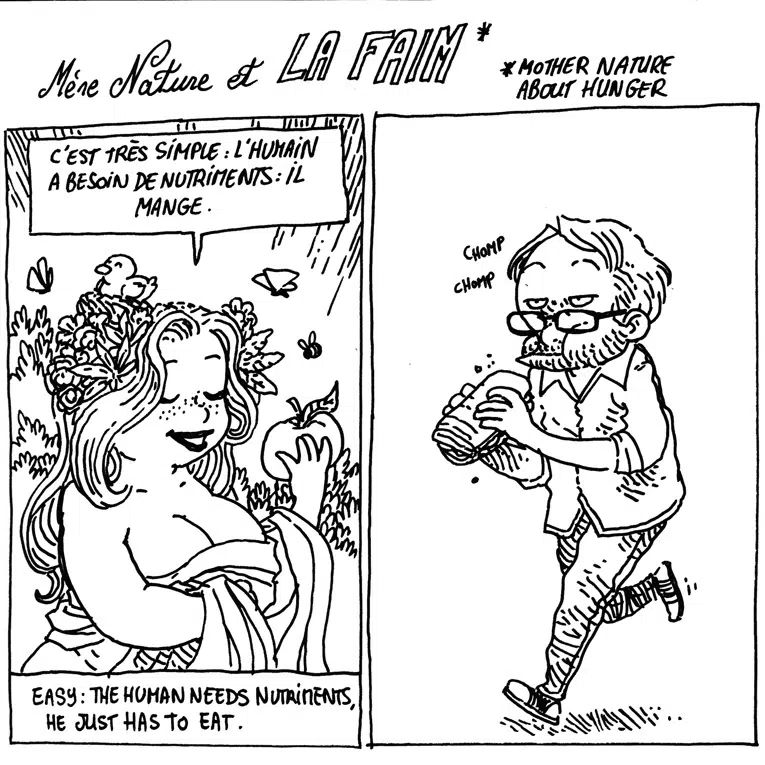 Mère Nature et LA FAIM *
* MOTHER NATURE
ABOUT HUNGER
C'EST TRÈS SIMPLE : L'HUMAIN
A BESOIN DE NUTRIMENTS : IL
MANGE.
CHOMP
CHOMP
EASY : THE HUMAN NEEDS NUTRIMENTS,
HE JUST HAS TO EAT.